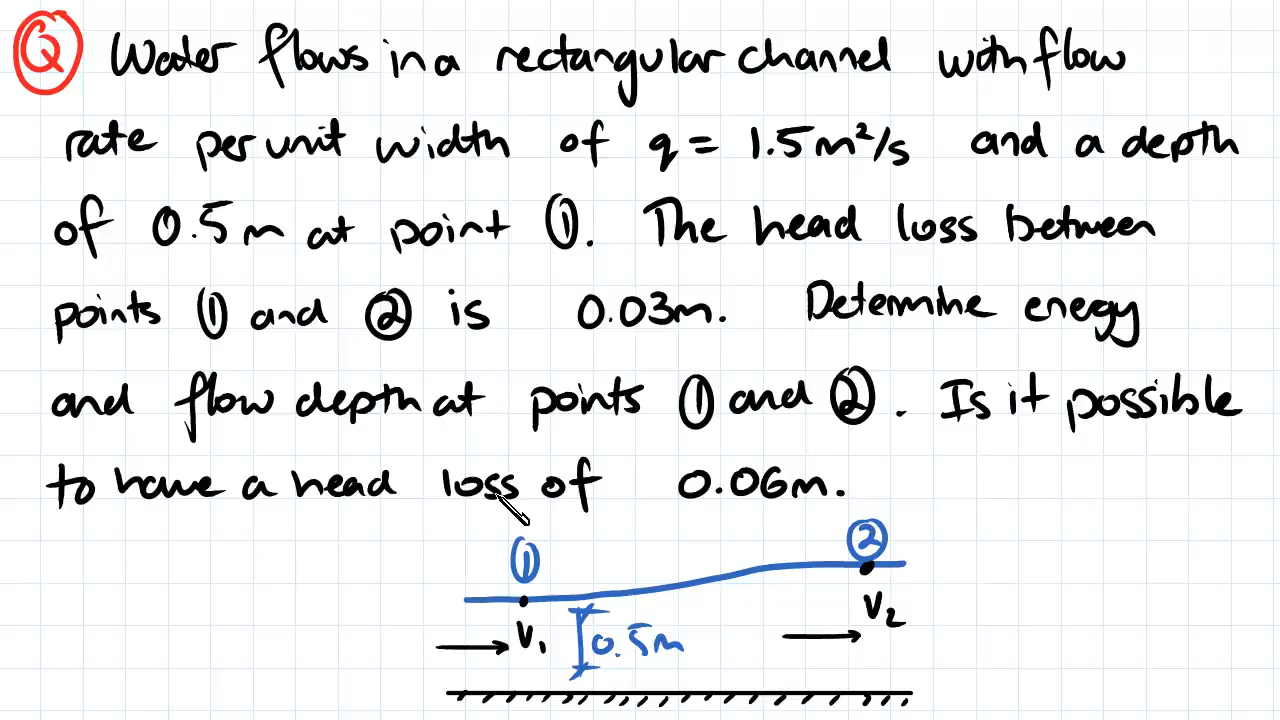 Q Water flows in a rectangular channel with flow
rate per unit width of q = 1.5m²/s and a depth
of 0.5m at point ①. The head loss between
points ① and ② is 0.03m. Determine energy
and flow depth at points ① and ②. Is it possible
to have a head loss of 0.06m.
① ②
V₁ 0.5m V₂